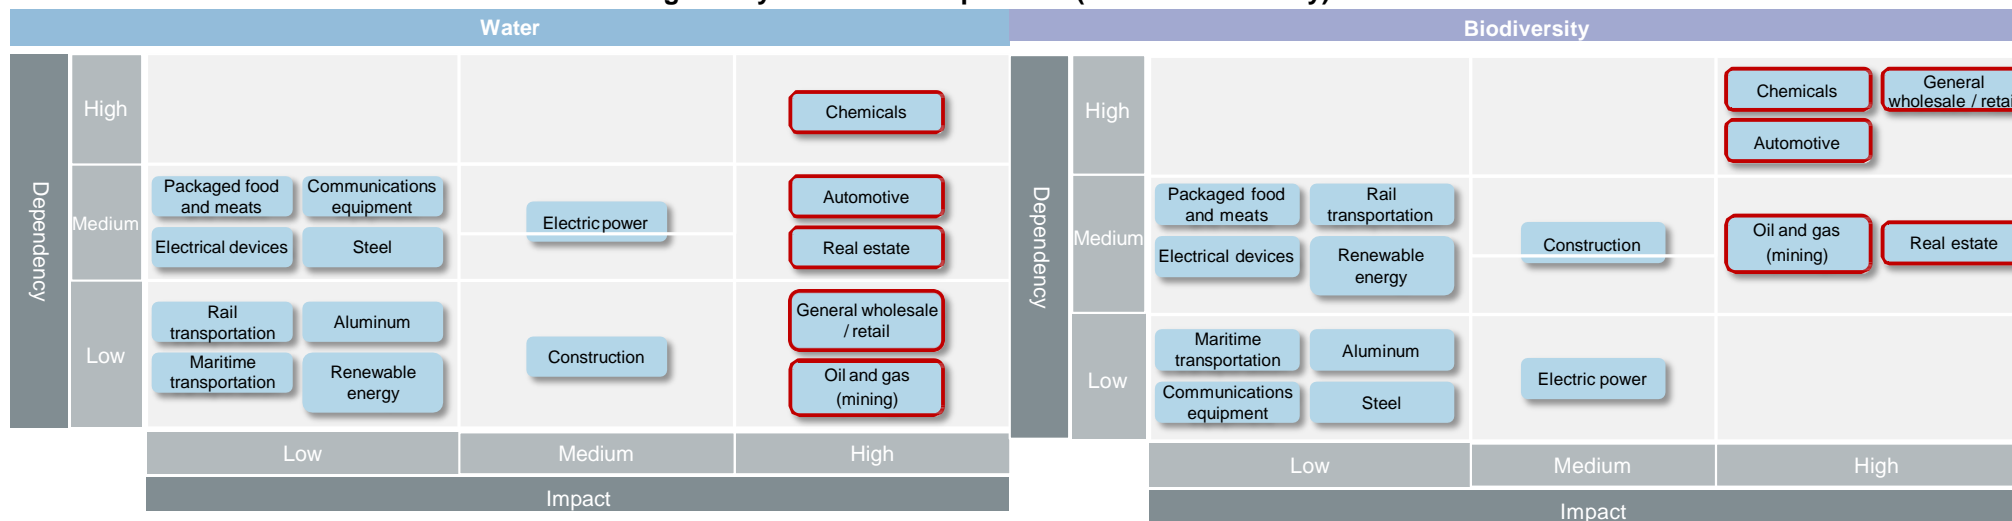 Water
Dependency
High
Chemicals
Medium
Packaged food
and meats
Communications
equipment
Electrical devices
Steel
Electric power
Automotive
Real estate
Low
Rail
transportation
Aluminum
Maritime
transportation
Renewable
energy
Construction
General wholesale
/ retail
Oil and gas
(mining)
Low
Medium
High
Impact
Biodiversity
Dependency
High
Chemicals
General
wholesale / retail
Automotive
Medium
Packaged food
and meats
Rail
transportation
Electrical devices
Renewable
energy
Construction
Oil and gas
(mining)
Real estate
Low
Maritime
transportation
Aluminum
Communications
equipment
Steel
Electric power
Low
Medium
High
Impact